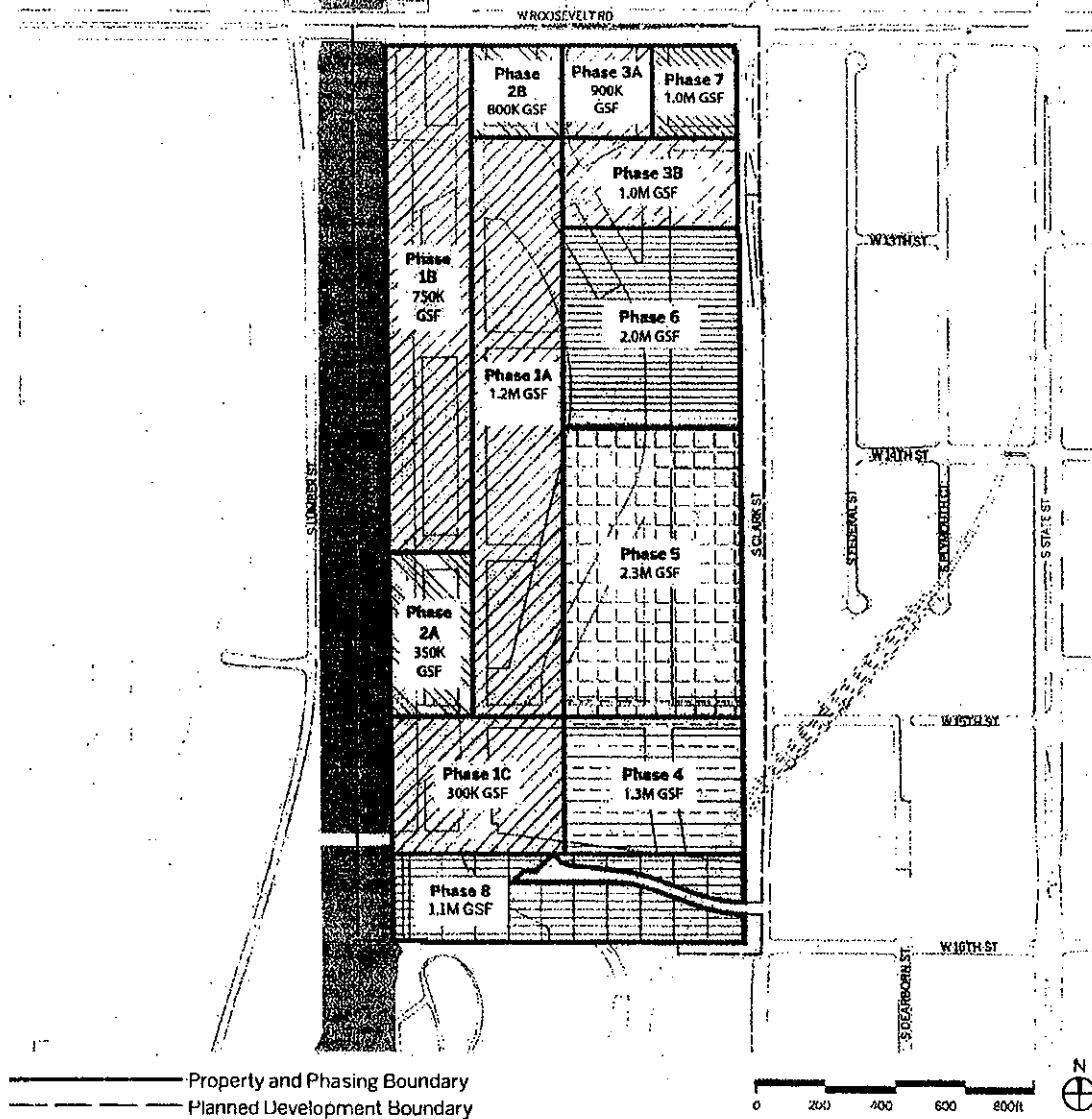 W ROOSEVELT RD
Phase
2B
800K GSF
Phase 3A
900K
GSF
Phase 7
1.0M GSF
Phase 3B
1.0M GSF
W 13TH ST
Phase
1B
750K
GSF
Phase 6
2.0M GSF
Phase 1A
1.2M GSF
W 14TH ST
S LUMBER ST
S CLARK ST
S FEDERAL ST
S PLYMOUTH CT
S STATE ST
Phase 5
2.3M GSF
Phase
2A
350K
GSF
W 15TH ST
Phase 1C
300K GSF
Phase 4
1.3M GSF
Phase 8
1.1M GSF
W 16TH ST
S DEARBORN ST
Property and Phasing Boundary
Planned Development Boundary
N
0 200 400 600 800ft